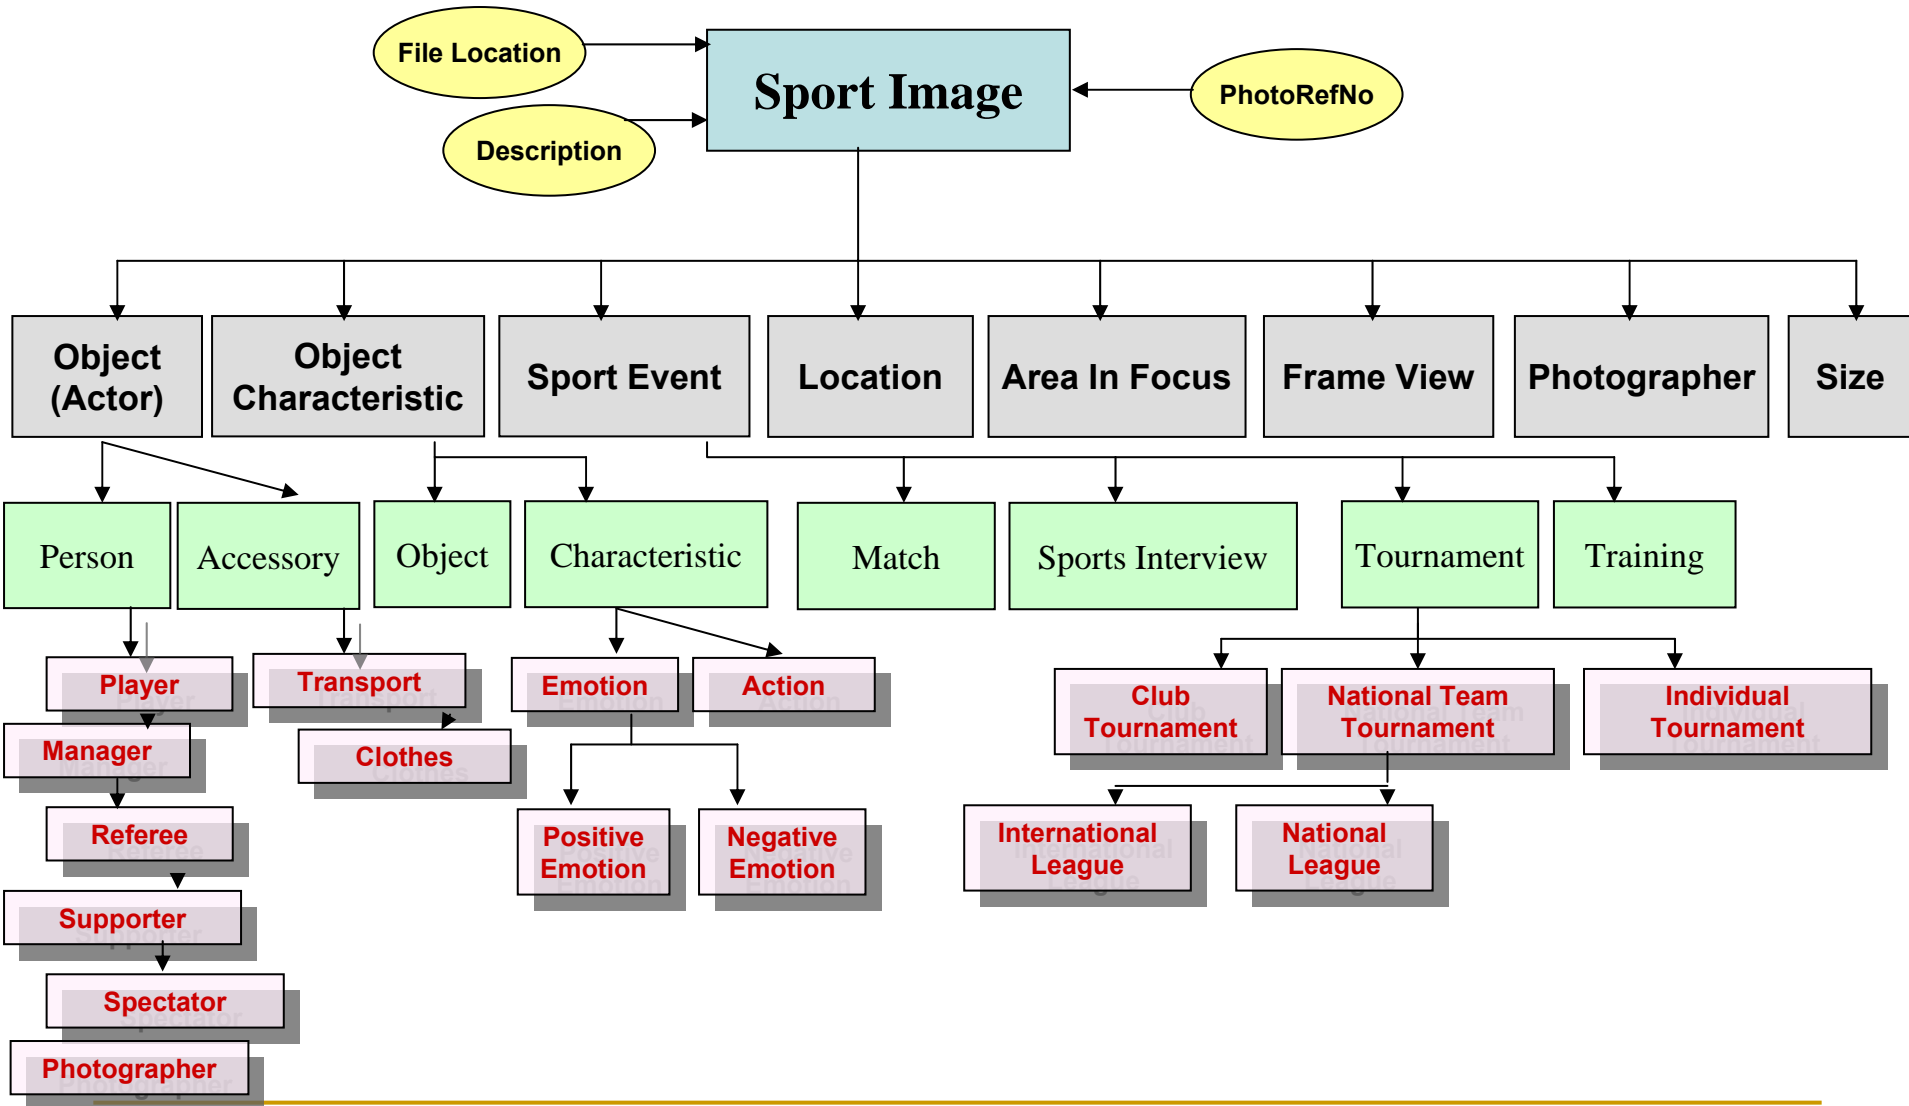 File Location
Sport Image
PhotoRefNo
Description
Object
(Actor)
Object
Characteristic
Sport Event
Location
Area In Focus
Frame View
Photographer
Size
Person
Accessory
Object
Characteristic
Match
Sports Interview
Tournament
Training
Player
Transport
Emotion
Action
Club
Tournament
National Team
Tournament
Individual
Tournament
Manager
Clothes
Referee
Positive
Emotion
Negative
Emotion
International
League
National
League
Supporter
Spectator
Photographer